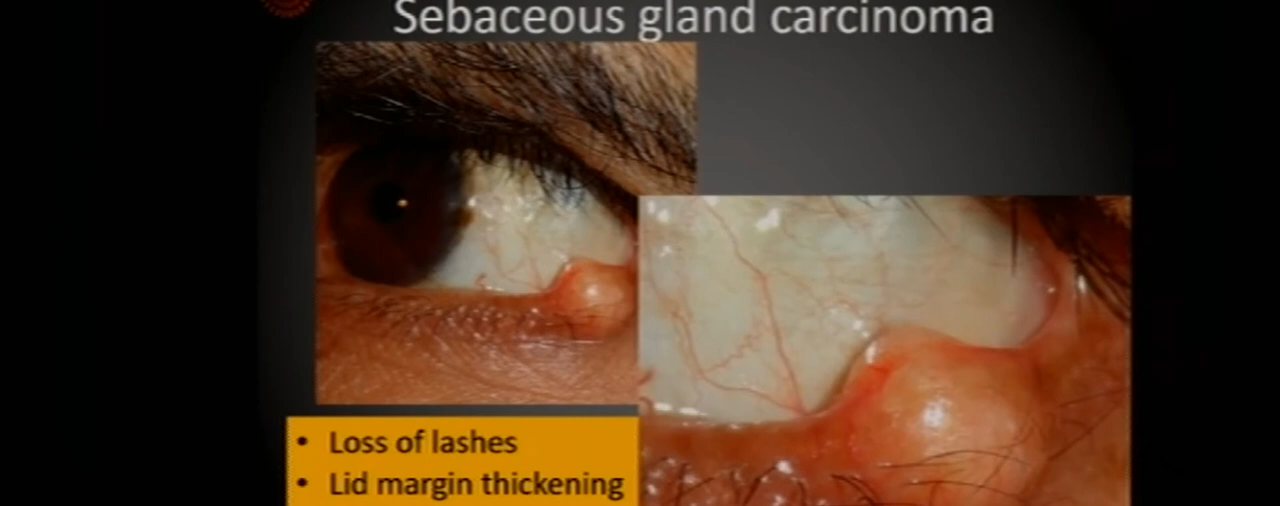 Sebaceous gland carcinoma
• Loss of lashes
• Lid margin thickening